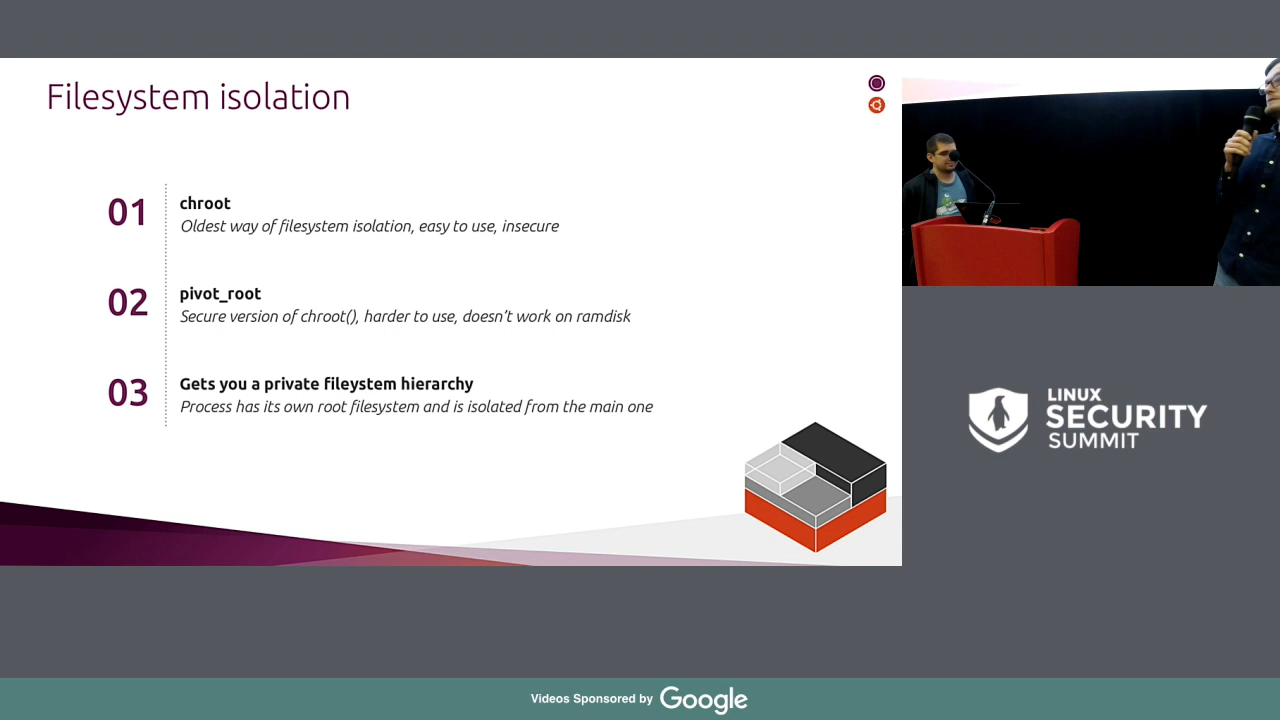 Filesystem isolation
01
chroot
Oldest way of filesystem isolation, easy to use, insecure
02
pivot_root
Secure version of chroot(), harder to use, doesn't work on ramdisk
03
Gets you a private fileystem hierarchy
Process has its own root filesystem and is isolated from the main one
LINUX
SECURITY
SUMMIT
Videos Sponsored by Google